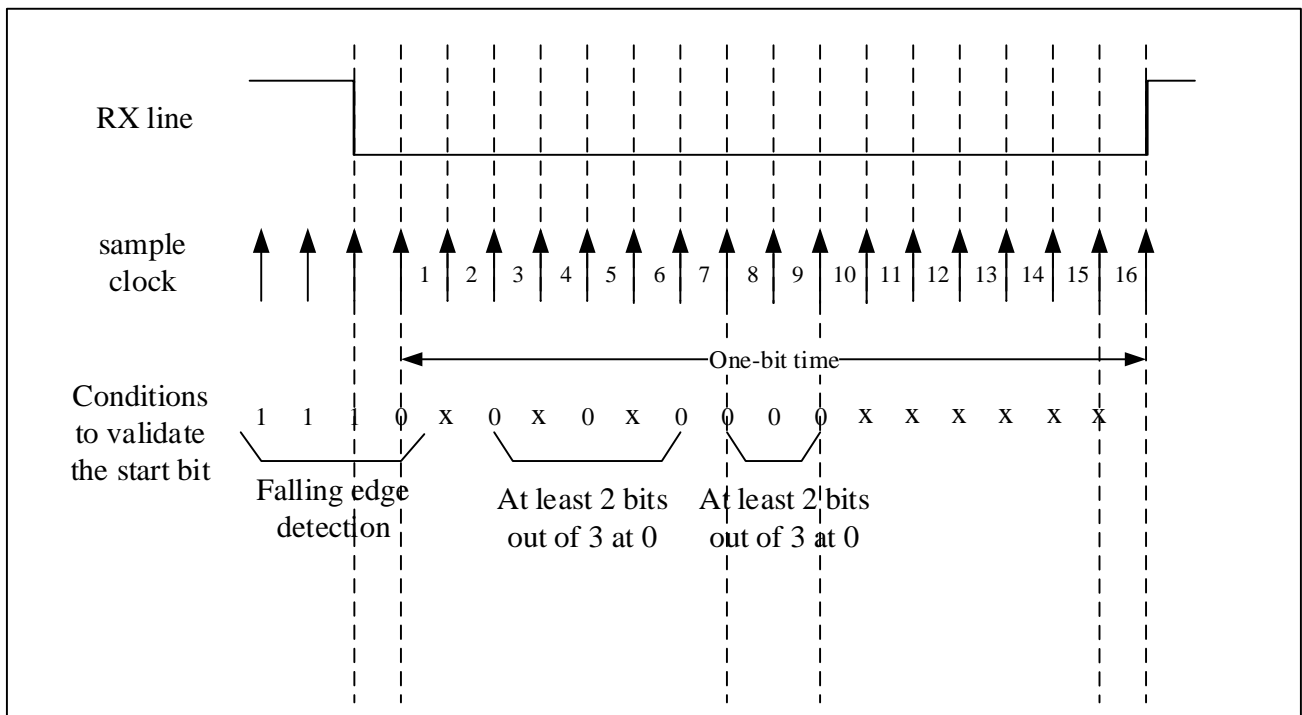 RX line
sample
clock
1 2 3 4 5 6 7 8 9 10 11 12 13 14 15 16
One-bit time
Conditions
to validate
the start bit
1 1 1 0 x 0 x 0 x 0 0 0 0 x x x x x x
Falling edge
detection
At least 2 bits
out of 3 at 0
At least 2 bits
out of 3 at 0